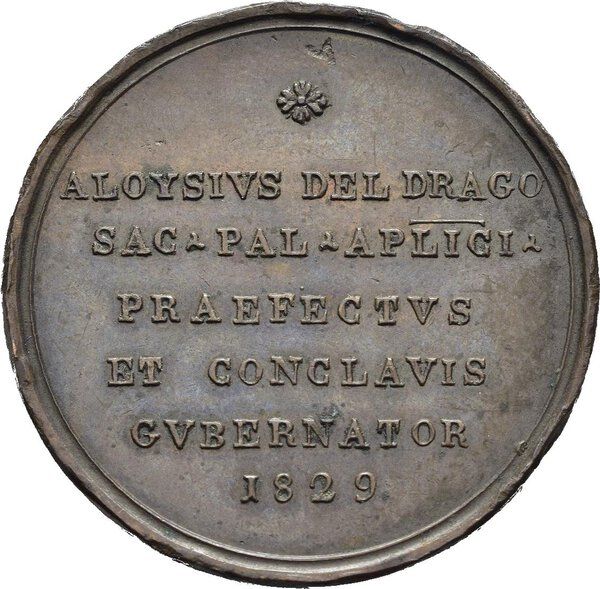 ALOYSIVS DEL DRAGO
SAC PAL APLICI
PRAEFECTVS
ET CONCLAVIS
GVBERNATOR
1829